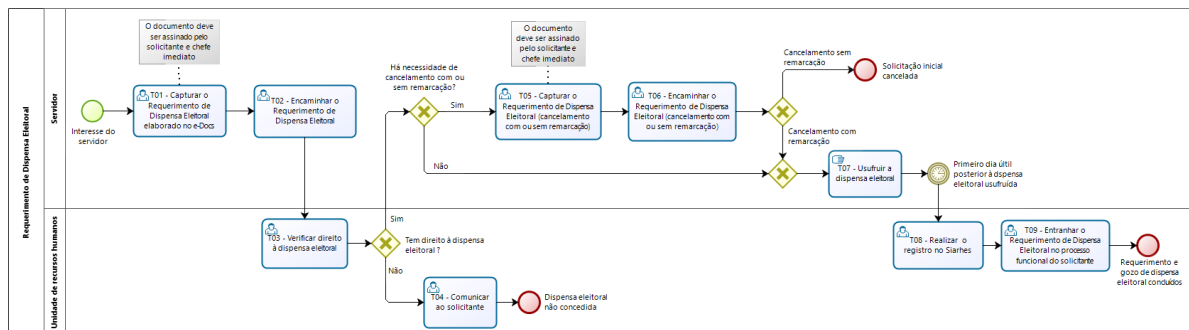 Requerimento de Dispensa Eleitoral
Servidor
Unidade de recursos humanos
Interesse do
servidor
O documento deve
ser assinado pelo
solicitante e chefe
imediato
T01 - Capturar o
Requerimento de
Dispensa Eleitoral
elaborado no e-Docs
T02 - Encaminhar o
Requerimento de
Dispensa Eleitoral
T03 - Verificar direito
à dispensa eleitoral
Tem direito à dispensa
eleitoral ?
Sim
Não
T04 - Comunicar
ao solicitante
Dispensa eleitoral
não concedida
Há necessidade de
cancelamento com ou
sem remarcação?
Sim
Não
O documento
deve ser assinado
pelo solicitante e
chefe imediato
T05 - Capturar o
Requerimento de Dispensa
Eleitoral (cancelamento
com ou sem remarcação)
T06 - Encaminhar o
Requerimento de Dispensa
Eleitoral (cancelamento com
ou sem remarcação)
Cancelamento sem
remarcação
Solicitação inicial
cancelada
Cancelamento com
remarcação
T07 - Usufruir a
dispensa eleitoral
Primeiro dia últil
posterior à dspensa
eleitoral usufruída
T08 - Realizar o
registro no Siarhes
T09 - Entranhar o
Requerimento de Dispensa
Eleitoral no processo
funcional do solicitante
Requerimento e
gozo de dispensa
eleitoral conduídos